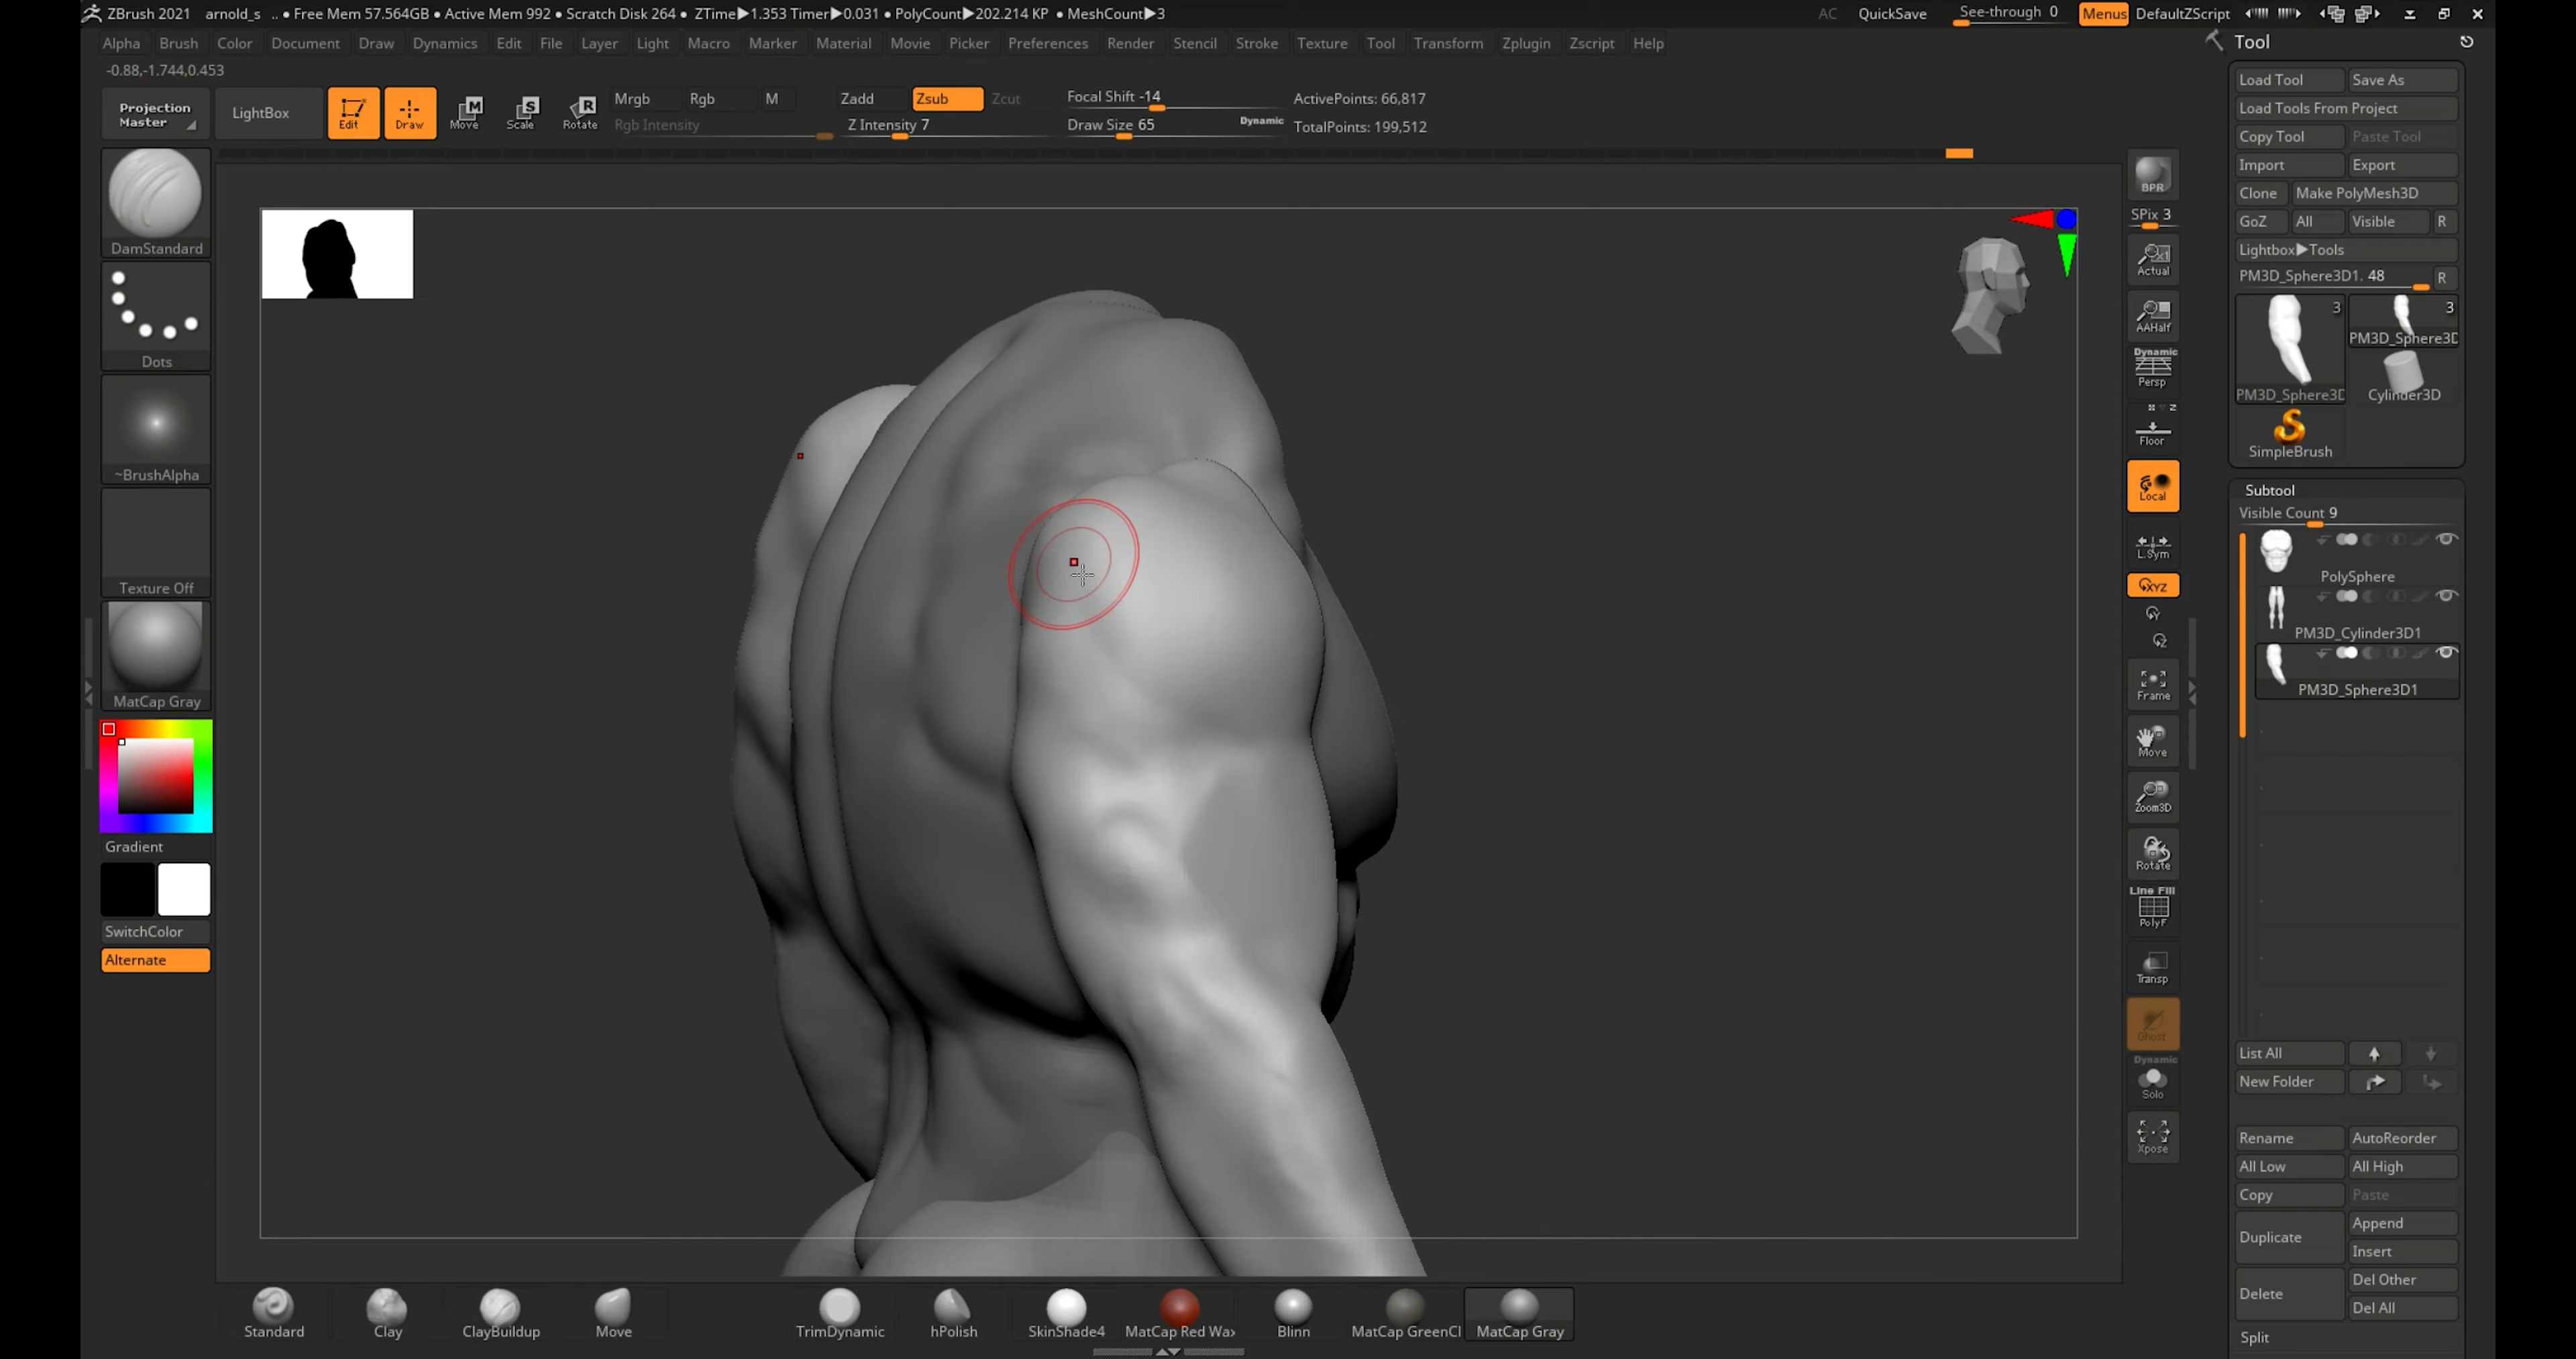 ZBrush 2021 arnold_s .. • Free Mem 57.564GB • Active Mem 992 • Scratch Disk 264 • ZTime▶1.353 Timer▶0.031 • PolyCount▶202.214 KP • MeshCount▶3 AC QuickSave See-through 0 Menus DefaultZScript
Alpha Brush Color Document Draw Dynamics Edit File Layer Light Macro Marker Material Movie Picker Preferences Render Stencil Stroke Texture Tool Transform Zplugin Zscript Help
Tool
-0.88,-1.744,0.453
Projection Master
LightBox
Edit
Draw
Move
Scale
Rotate
M
S
R
Mrgb Rgb M
Rgb Intensity
Zadd Zsub Zcut
Z Intensity 7
Focal Shift -14
Draw Size 65
Dynamic
ActivePoints: 66,817
TotalPoints: 199,512
DamStandard
Dots
~BrushAlpha
Texture Off
MatCap Gray
Gradient
SwitchColor
Alternate
BPR
SPix 3
Actual
AAHalf
Dynamic
Persp
Floor
Local
L.Sym
XYZ
Frame
Move
Zoom3D
Rotate
Line Fill
PolyF
Transp
Ghost
Dynamic
Solo
Xpose
Load Tool Save As
Load Tools From Project
Copy Tool Paste Tool
Import Export
Clone Make PolyMesh3D
GoZ All Visible R
Lightbox▶Tools
PM3D_Sphere3D1. 48 R
3 3
PM3D_Sphere3D
PM3D_Sphere3D Cylinder3D
SimpleBrush
Subtool
Visible Count 9
PolySphere
PM3D_Cylinder3D1
PM3D_Sphere3D1
List All
New Folder
Rename AutoReorder
All Low All High
Copy Paste
Duplicate Append
Insert
Delete Del Other
Del All
Split
Standard Clay ClayBuildup Move TrimDynamic hPolish SkinShade4 MatCap Red Wax Blinn MatCap GreenCl MatCap Gray